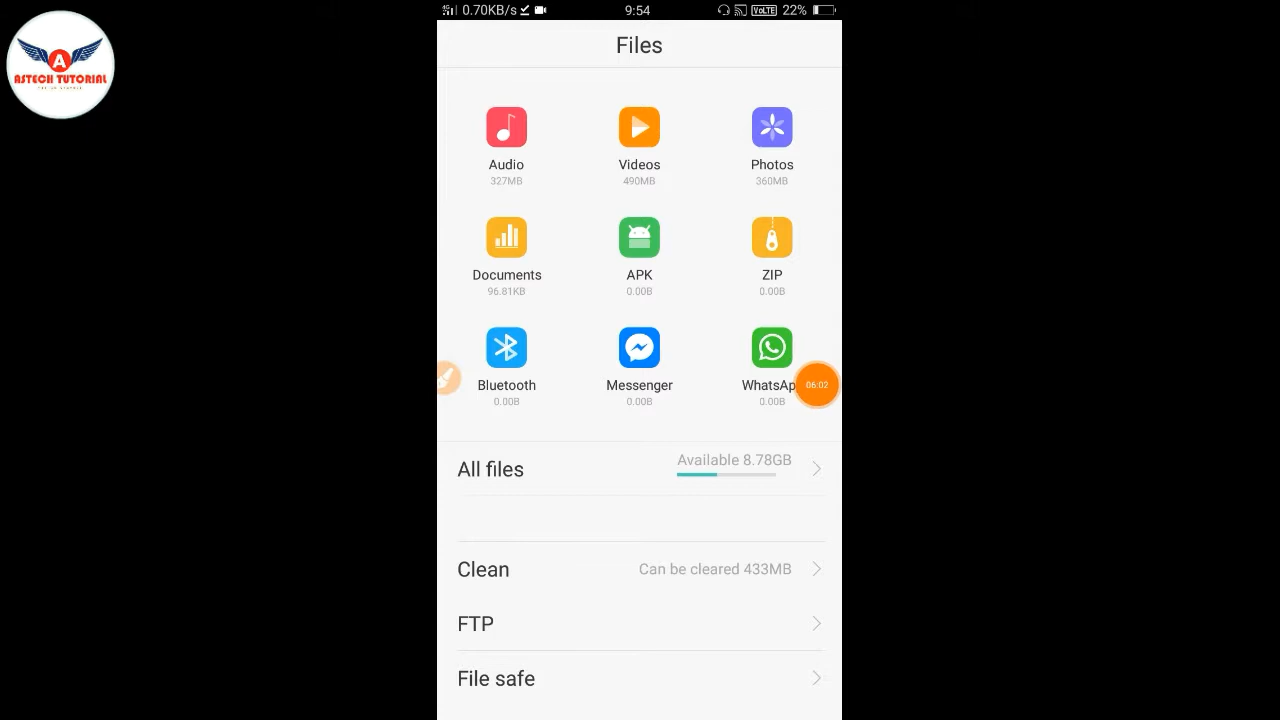 4G 0.70KB/s 9:54 VoLTE 22%
A
ASTECH TUTORIAL
Files
Audio Videos Photos
327MB 490MB 360MB
Documents APK ZIP
96.81KB 0.00B 0.00B
Bluetooth Messenger WhatsAp
06:02
0.00B 0.00B 0.00B
All files Available 8.78GB
Clean Can be cleared 433MB
FTP
File safe